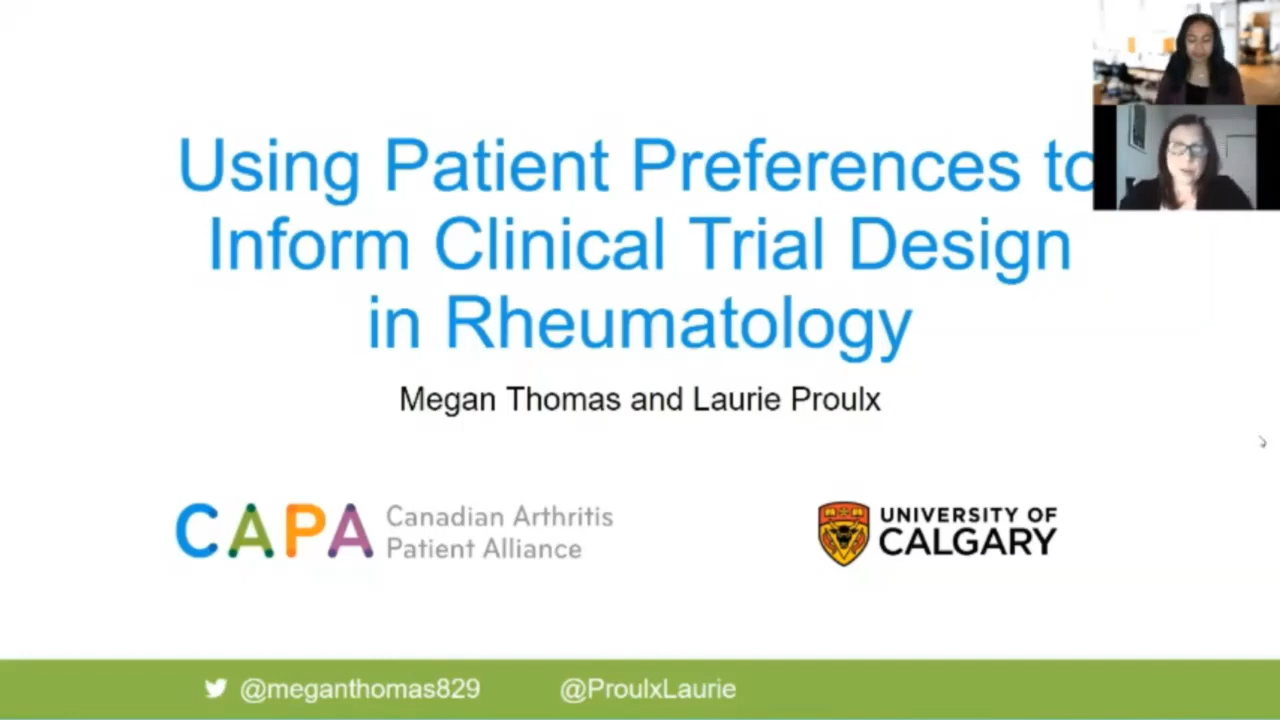 Using Patient Preferences to
Inform Clinical Trial Design
in Rheumatology
Megan Thomas and Laurie Proulx
CAPA Canadian Arthritis
Patient Alliance
UNIVERSITY OF
CALGARY
@meganthomas829 @ProulxLaurie